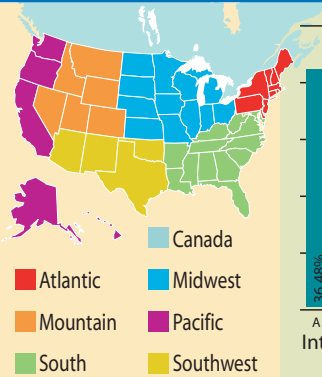 Canada
Atlantic
Midwest
Mountain
Pacific
South
Southwest
36.48%
A
Int